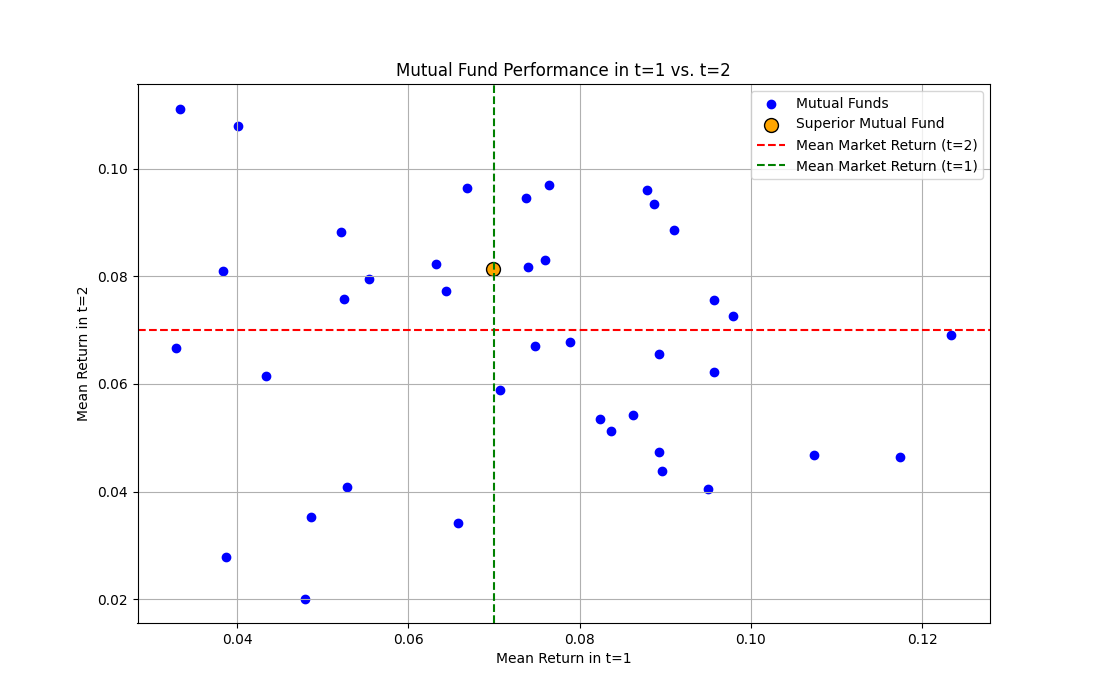 Mutual Fund Performance in t=1 vs. t=2
Mutual Funds
Superior Mutual Fund
Mean Market Return (t=2)
Mean Market Return (t=1)
Mean Return in t=2
0.10
0.08
0.06
0.04
0.02
0.04
0.06
0.08
0.10
0.12
Mean Return in t=1